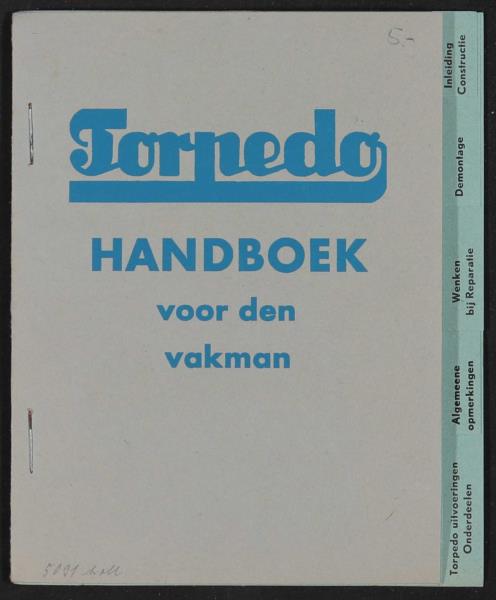 5.-
Torpedo
HANDBOEK
voor den
vakman
Inleiding
Constructie
Demontage
Wenken
bij Reparatie
Algemeene
opmerkingen
Torpedo uitvoeringen
Onderdeelen